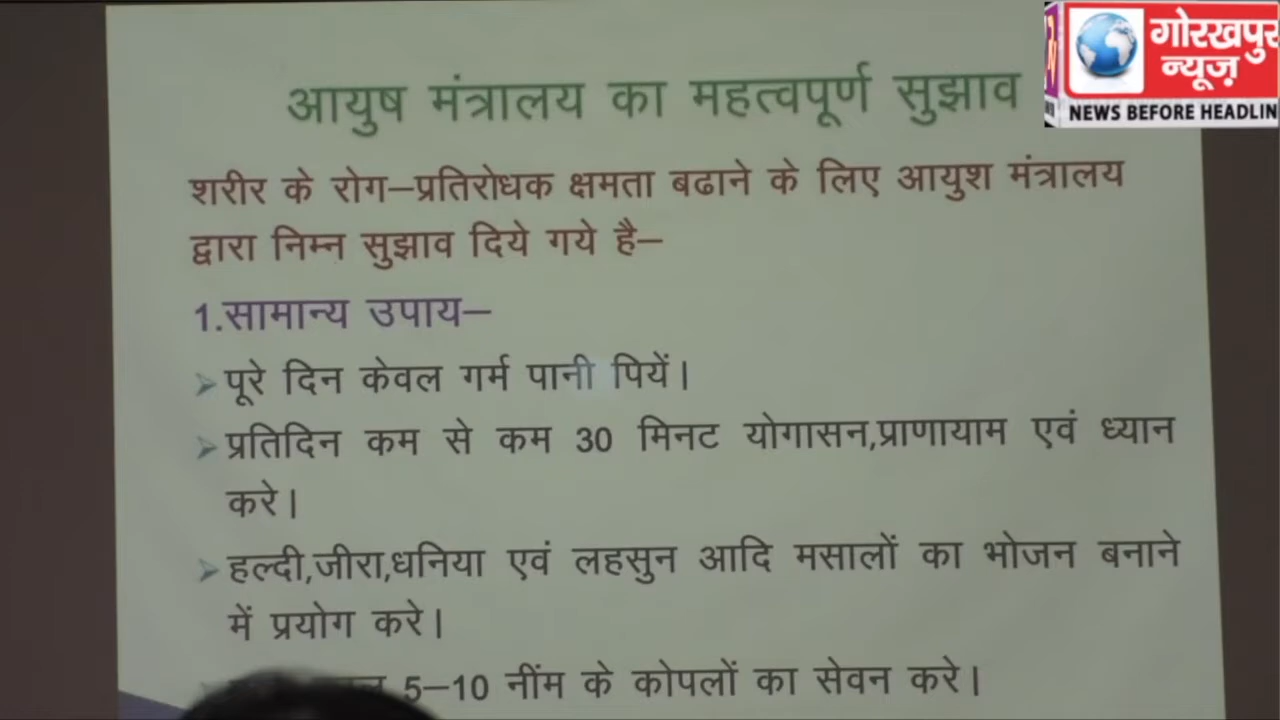 आयुष मंत्रालय का महत्वपूर्ण सुझाव
गोरखपुर
न्यूज़
NEWS BEFORE HEADLIN
शरीर के रोग–प्रतिरोधक क्षमता बढाने के लिए आयुश मंत्रालय
द्वारा निम्न सुझाव दिये गये है–
1.सामान्य उपाय–
➢ पूरे दिन केवल गर्म पानी पियें।
➢ प्रतिदिन कम से कम 30 मिनट योगासन,प्राणायाम एवं ध्यान
करे।
➢ हल्दी,जीरा,धनिया एवं लहसुन आदि मसालों का भोजन बनाने
में प्रयोग करे।
5–10 नींम के कोपलों का सेवन करे।